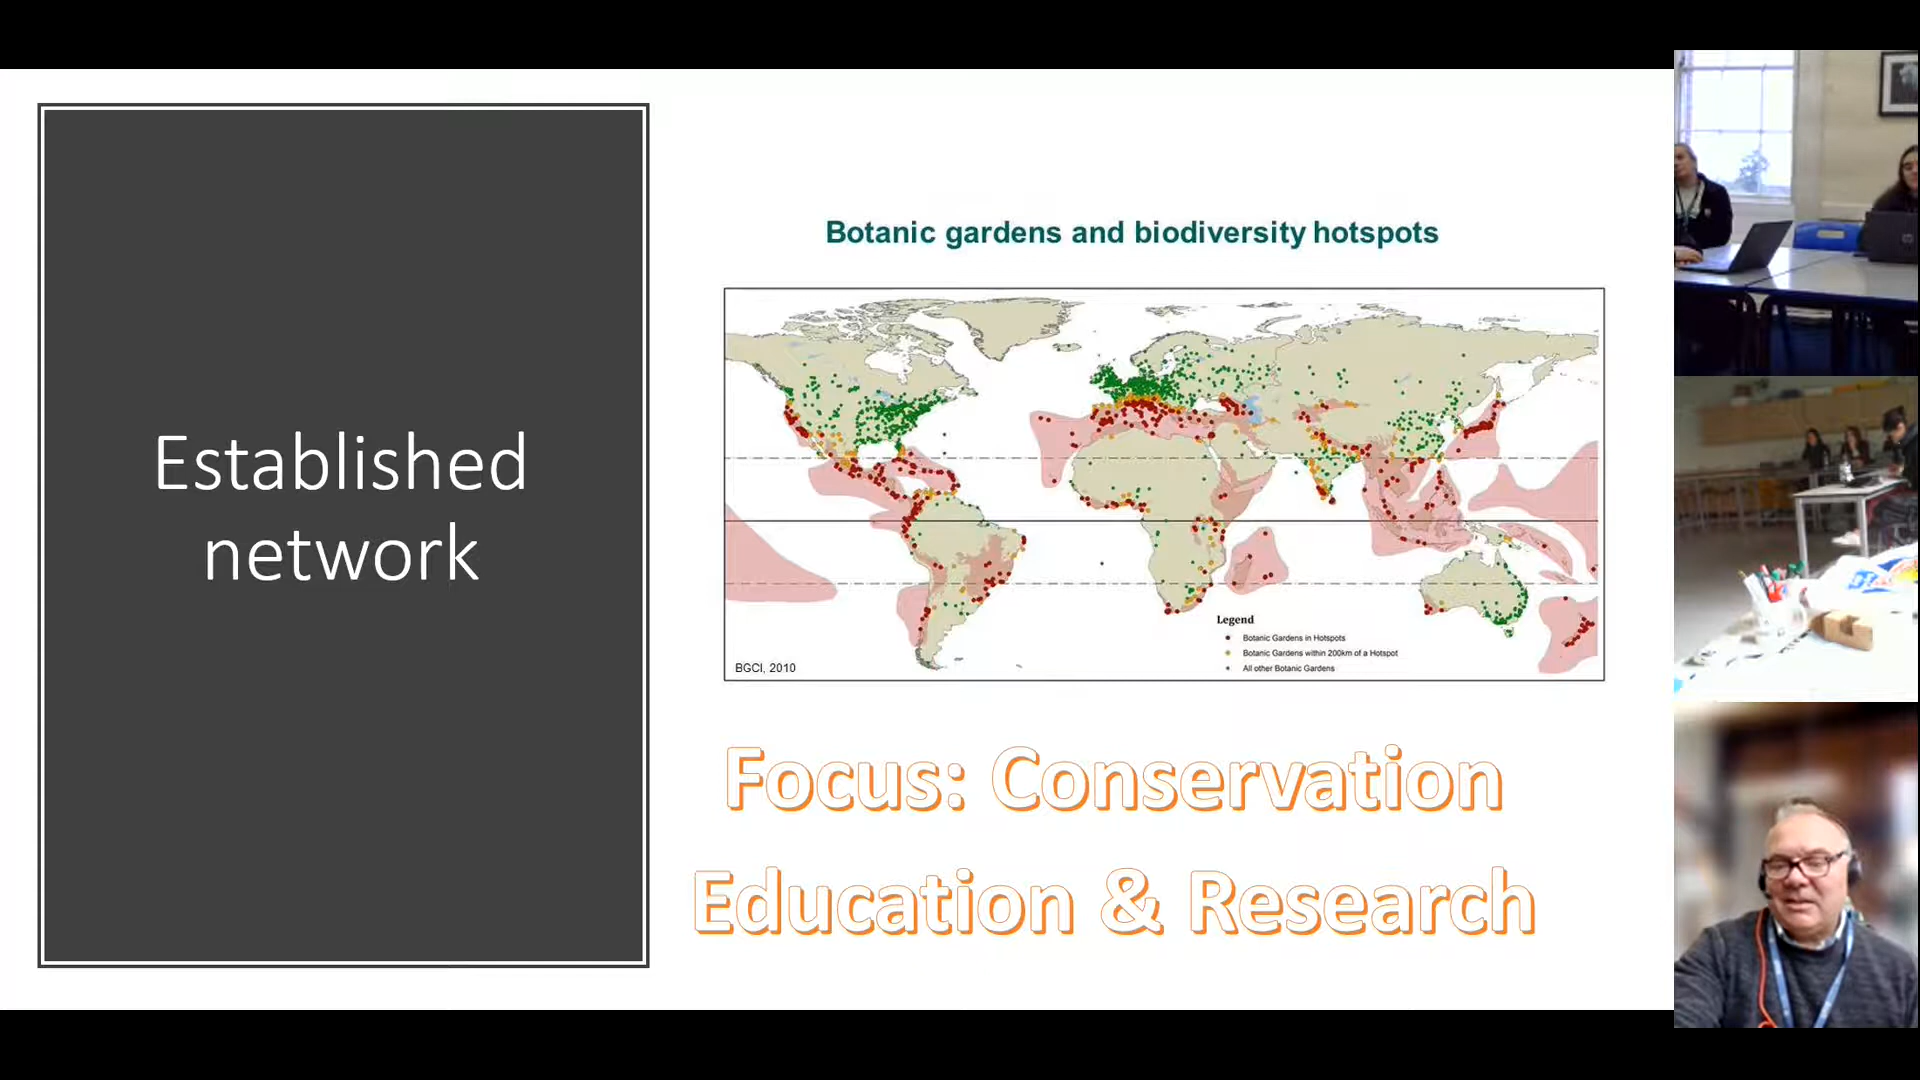 Established
network
Botanic gardens and biodiversity hotspots
Legend
Botanic Gardens in Hotspots
Botanic Gardens within 200km of a Hotspot
All other Botanic Gardens
BGCI, 2010
Focus: Conservation
Education & Research